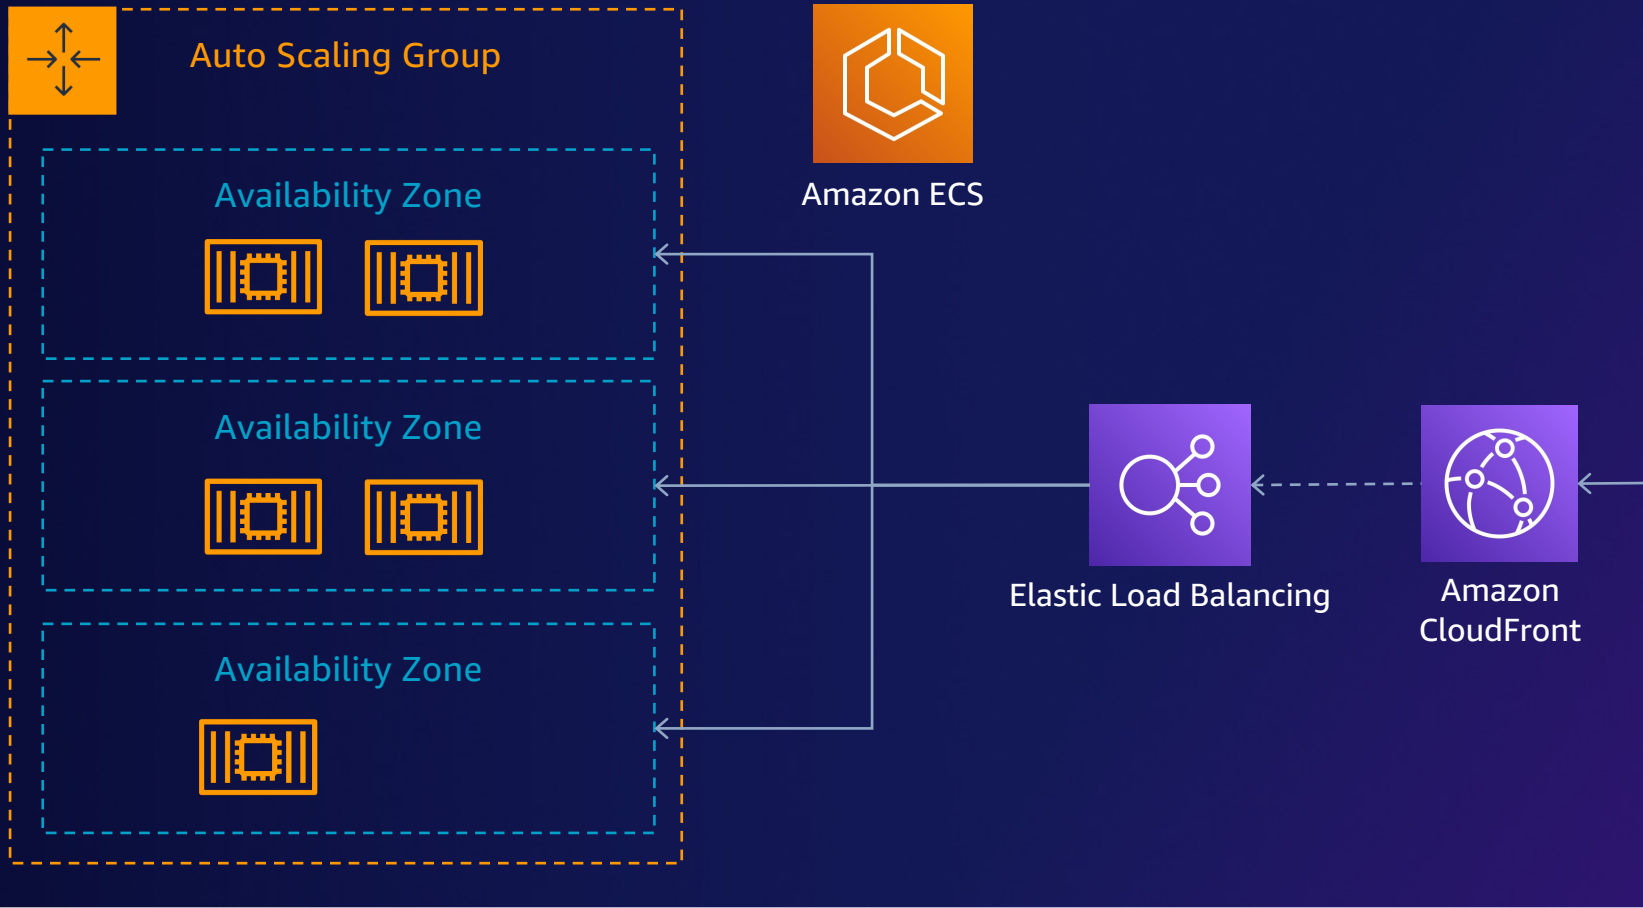 Auto Scaling Group
Amazon ECS
Availability Zone
Availability Zone
Availability Zone
Elastic Load Balancing
Amazon
CloudFront